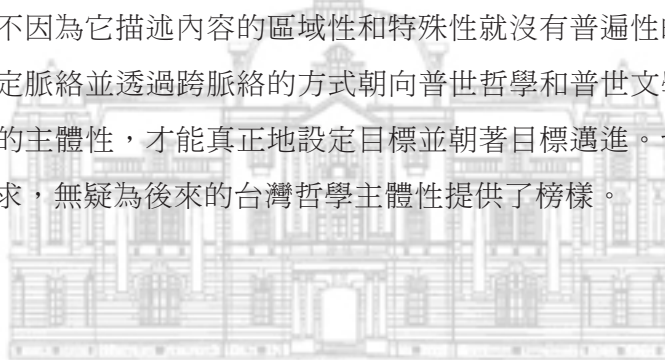 不因為它描述內容的區域性和特殊性就沒有普遍性
定脈絡並透過跨脈絡的方式朝向普世哲學和普世文
的主體性，才能真正地設定目標並朝著目標邁進。
求，無疑為後來的台灣哲學主體性提供了榜樣。